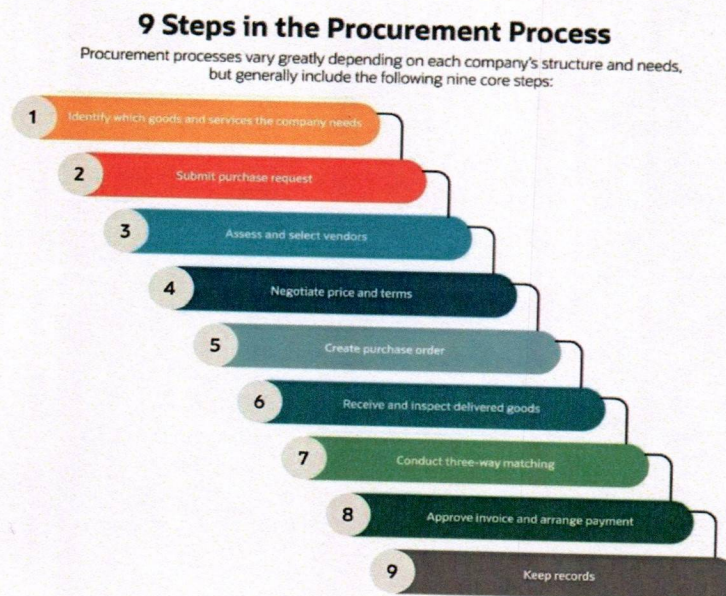 9 Steps in the Procurement Process
Procurement processes vary greatly depending on each company's structure and needs,
but generally include the following nine core steps:
1 Identify which goods and services the company needs
2 Submit purchase request
3 Assess and select vendors
4 Negotiate price and terms
5 Create purchase order
6 Receive and inspect delivered goods
7 Conduct three-way matching
8 Approve invoice and arrange payment
9 Keep records